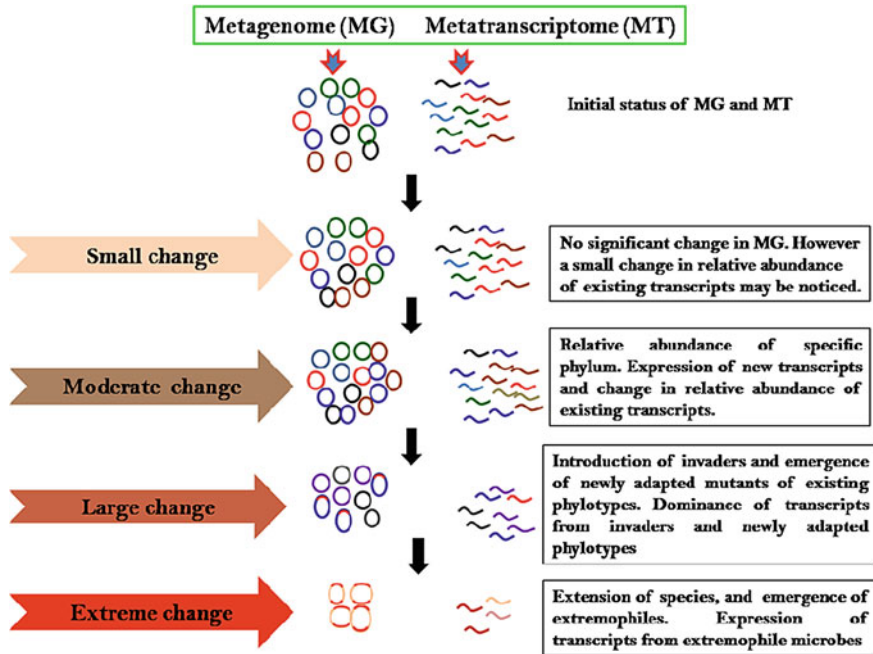 Metagenome (MG) Metatranscriptome (MT)
Initial status of MG and MT
Small change
No significant change in MG. However
a small change in relative abundance
of existing transcripts may be noticed.
Moderate change
Relative abundance of specific
phylum. Expression of new transcripts
and change in relative abundance of
existing transcripts.
Large change
Introduction of invaders and emergence
of newly adapted mutants of existing
phylotypes. Dominance of transcripts
from invaders and newly adapted
phylotypes
Extreme change
Extension of species, and emergence of
extremophiles. Expression of
transcripts from extremophile microbes